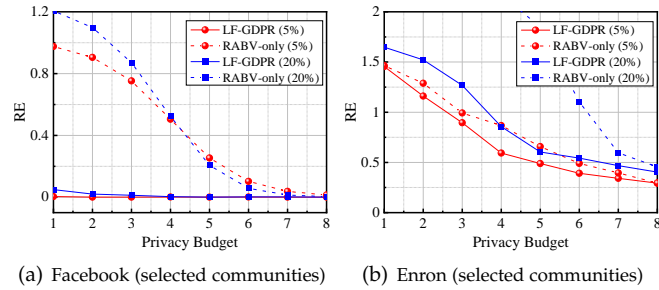 1.2
0.8
0.4
0
RE
LF-GDPR (5%)
RABV-only (5%)
LF-GDPR (20%)
RABV-only (20%)
1 2 3 4 5 6 7 8
Privacy Budget
(a) Facebook (selected communities)
2
1.5
1
0.5
0
RE
LF-GDPR (5%)
RABV-only (5%)
LF-GDPR (20%)
RABV-only (20%)
1 2 3 4 5 6 7 8
Privacy Budget
(b) Enron (selected communities)